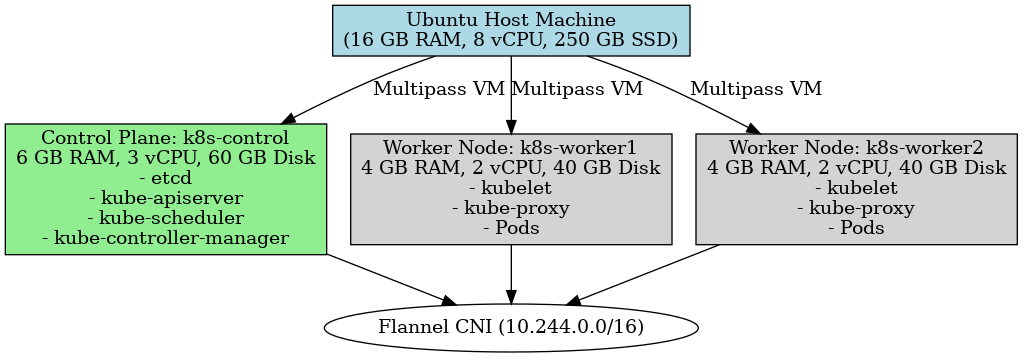 Ubuntu Host Machine
(16 GB RAM, 8 vCPU, 250 GB SSD)
Multipass VM
Multipass VM
Multipass VM
Control Plane: k8s-control
6 GB RAM, 3 vCPU, 60 GB Disk
- etcd
- kube-apiserver
- kube-scheduler
- kube-controller-manager
Worker Node: k8s-worker1
4 GB RAM, 2 vCPU, 40 GB Disk
- kubelet
- kube-proxy
- Pods
Worker Node: k8s-worker2
4 GB RAM, 2 vCPU, 40 GB Disk
- kubelet
- kube-proxy
- Pods
Flannel CNI (10.244.0.0/16)